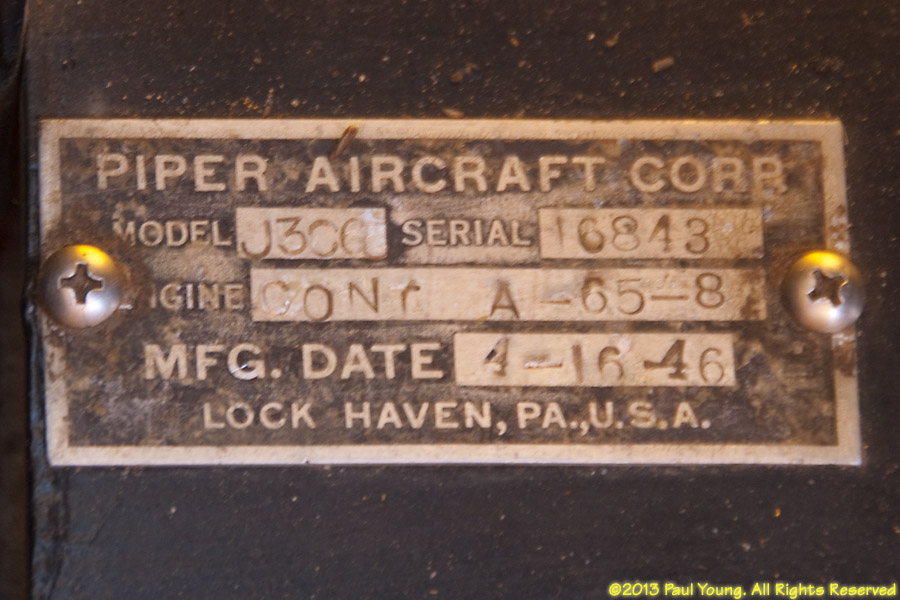 PIPER AIRCRAFT CORP.
MODEL SERIAL 16843
ENGINE CONT A-65-8
MFG. DATE 4-16-46
LOCK HAVEN, PA., U.S.A.
©2013 Paul Young. All Rights Reserved